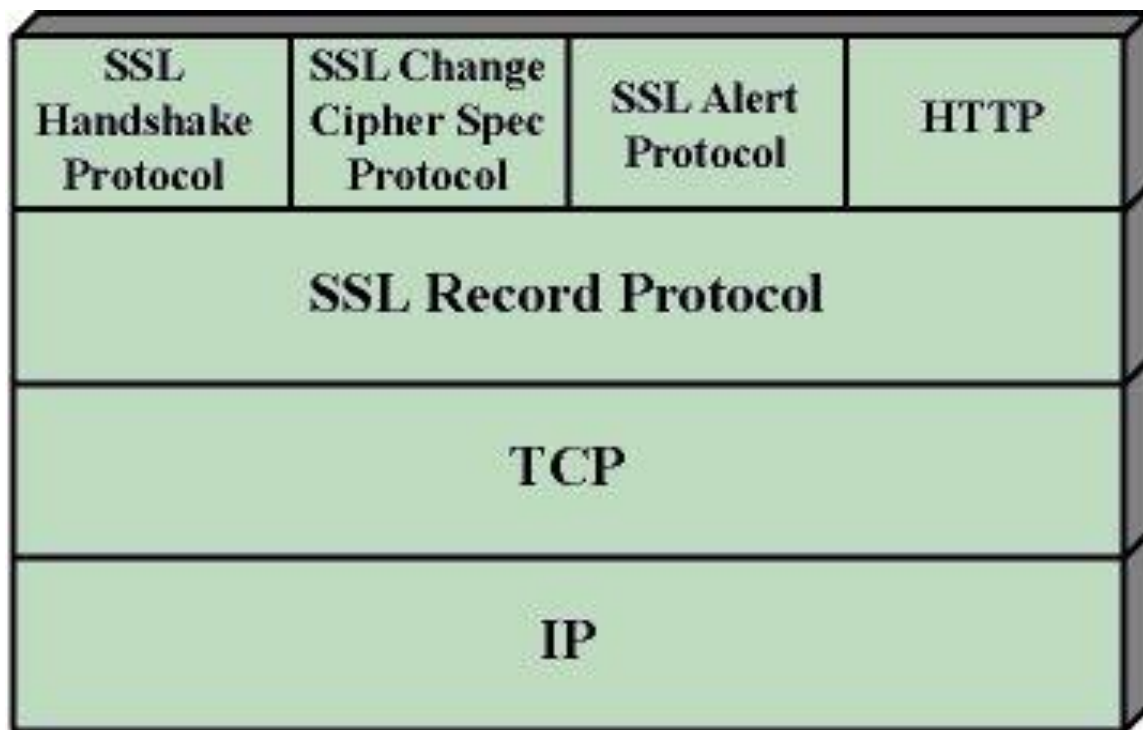 SSL
Handshake
Protocol
SSL Change
Cipher Spec
Protocol
SSL Alert
Protocol
HTTP
SSL Record Protocol
TCP
IP